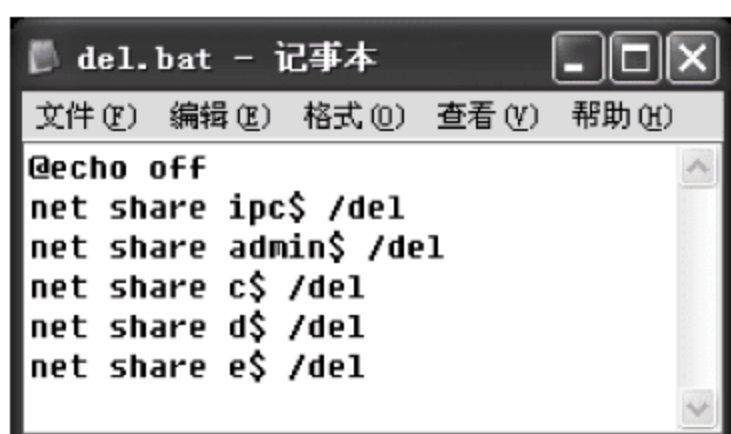 del.bat - 记事本
文件(F) 编辑(E) 格式(O) 查看(V) 帮助(H)
@echo off
net share ipc$ /del
net share admin$ /del
net share c$ /del
net share d$ /del
net share e$ /del